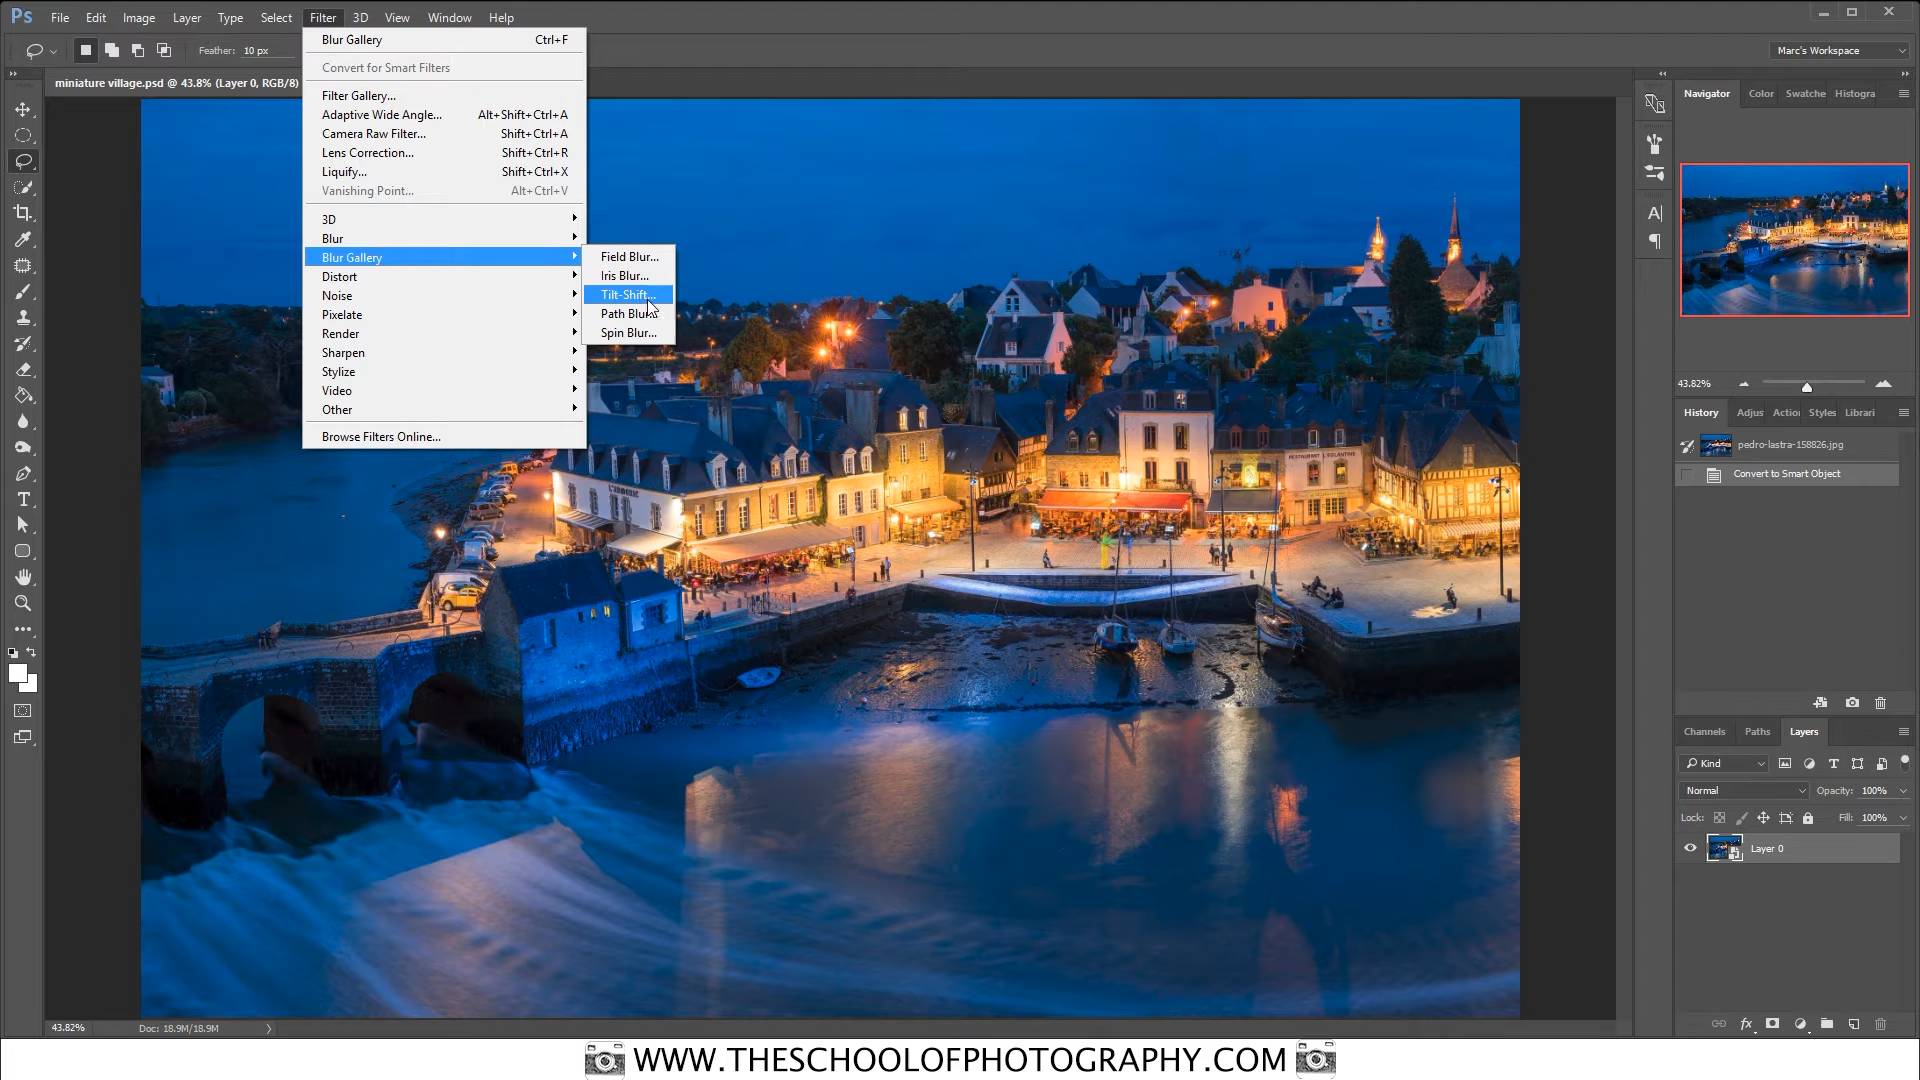 Ps File Edit Image Layer Type Select Filter 3D View Window Help
Feather: 10 px
Marc's Workspace
miniature village.psd @ 43.8% (Layer 0, RGB/8)
Blur Gallery Ctrl+F
Convert for Smart Filters
Filter Gallery...
Adaptive Wide Angle... Alt+Shift+Ctrl+A
Camera Raw Filter... Shift+Ctrl+A
Lens Correction... Shift+Ctrl+R
Liquify... Shift+Ctrl+X
Vanishing Point... Alt+Ctrl+V
3D
Blur
Blur Gallery
Distort
Noise
Pixelate
Render
Sharpen
Stylize
Video
Other
Browse Filters Online...
Field Blur...
Iris Blur...
Tilt-Shift...
Path Blur...
Spin Blur...
Navigator Color Swatche Histogra
43.82%
History Adjus Action Styles Librari
pedro-lastra-158826.jpg
Convert to Smart Object
Channels Paths Layers
Kind
Normal Opacity: 100%
Lock: Fill: 100%
Layer 0
43.82% Doc: 18.9M/18.9M
WWW.THESCHOOLOFPHOTOGRAPHY.COM